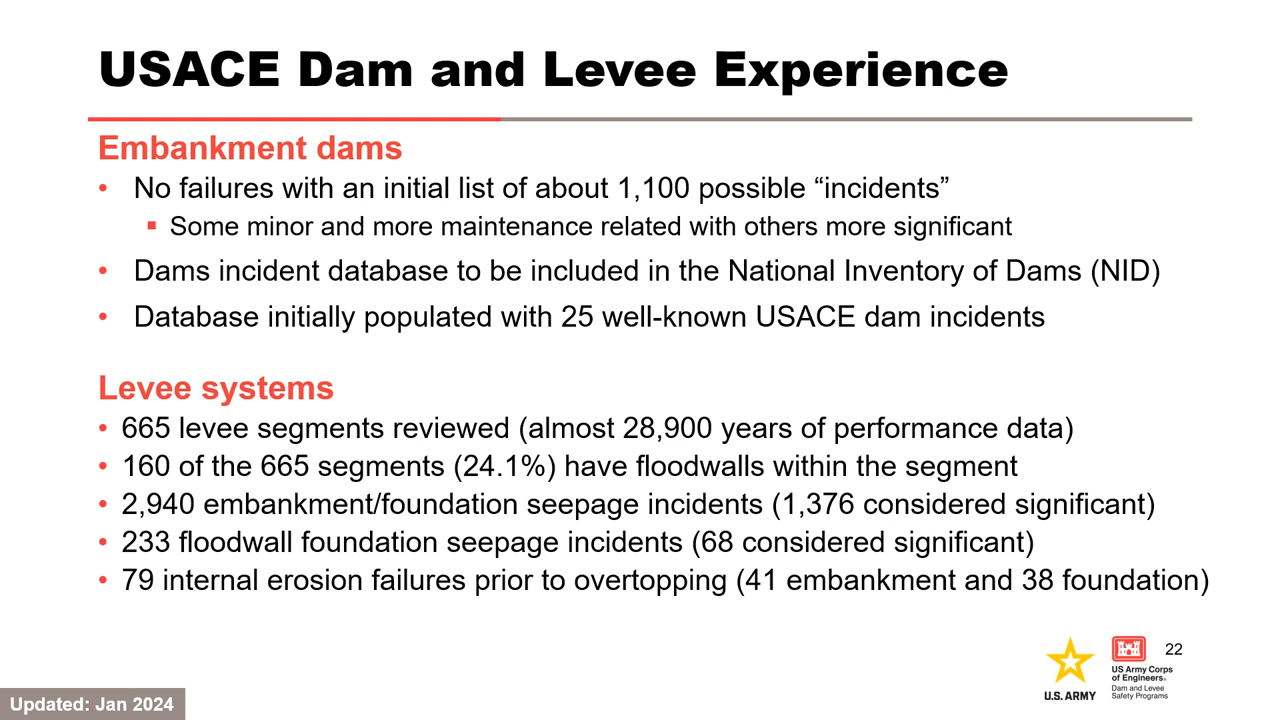 USACE Dam and Levee Experience
Embankment dams
• No failures with an initial list of about 1,100 possible “incidents”
▪ Some minor and more maintenance related with others more significant
• Dams incident database to be included in the National Inventory of Dams (NID)
• Database initially populated with 25 well-known USACE dam incidents
Levee systems
• 665 levee segments reviewed (almost 28,900 years of performance data)
• 160 of the 665 segments (24.1%) have floodwalls within the segment
• 2,940 embankment/foundation seepage incidents (1,376 considered significant)
• 233 floodwall foundation seepage incidents (68 considered significant)
• 79 internal erosion failures prior to overtopping (41 embankment and 38 foundation)
22
U.S. ARMY
US Army Corps
of Engineers®
Dam and Levee
Safety Programs
Updated: Jan 2024